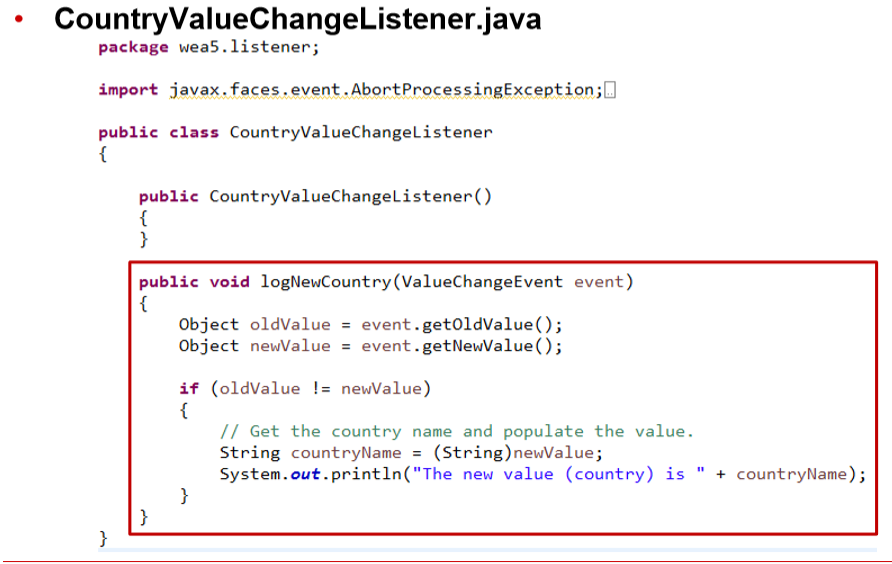 • CountryValueChangeListener.java
package wea5.listener;
import javax.faces.event.AbortProcessingException;
public class CountryValueChangeListener
{
public CountryValueChangeListener()
{
}
public void logNewCountry(ValueChangeEvent event)
{
Object oldValue = event.getOldValue();
Object newValue = event.getNewValue();
if (oldValue != newValue)
{
// Get the country name and populate the value.
String countryName = (String)newValue;
System.out.println("The new value (country) is " + countryName);
}
}
}